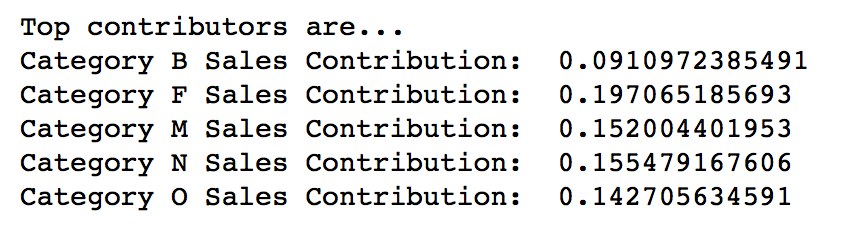 Top contributors are...
Category B Sales Contribution:  0.0910972385491
Category F Sales Contribution:  0.197065185693
Category M Sales Contribution:  0.152004401953
Category N Sales Contribution:  0.155479167606
Category O Sales Contribution:  0.142705634591